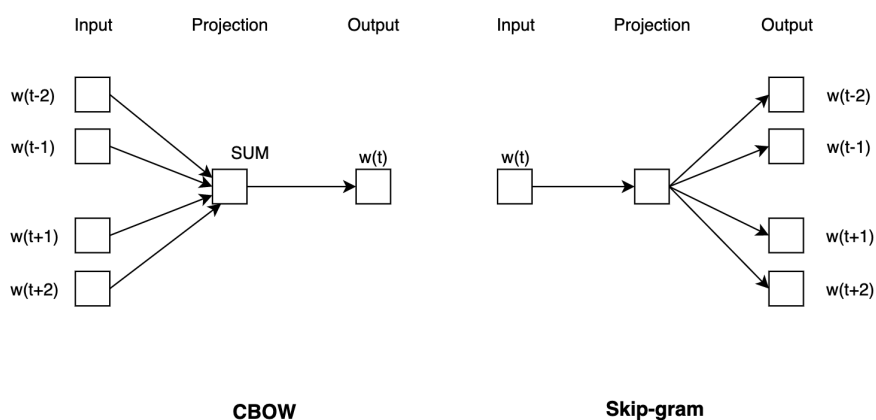 Input Projection Output
w(t-2)
w(t-1)
SUM
w(t)
w(t+1)
w(t+2)
CBOW
Input Projection Output
w(t)
w(t-2)
w(t-1)
w(t+1)
w(t+2)
Skip-gram